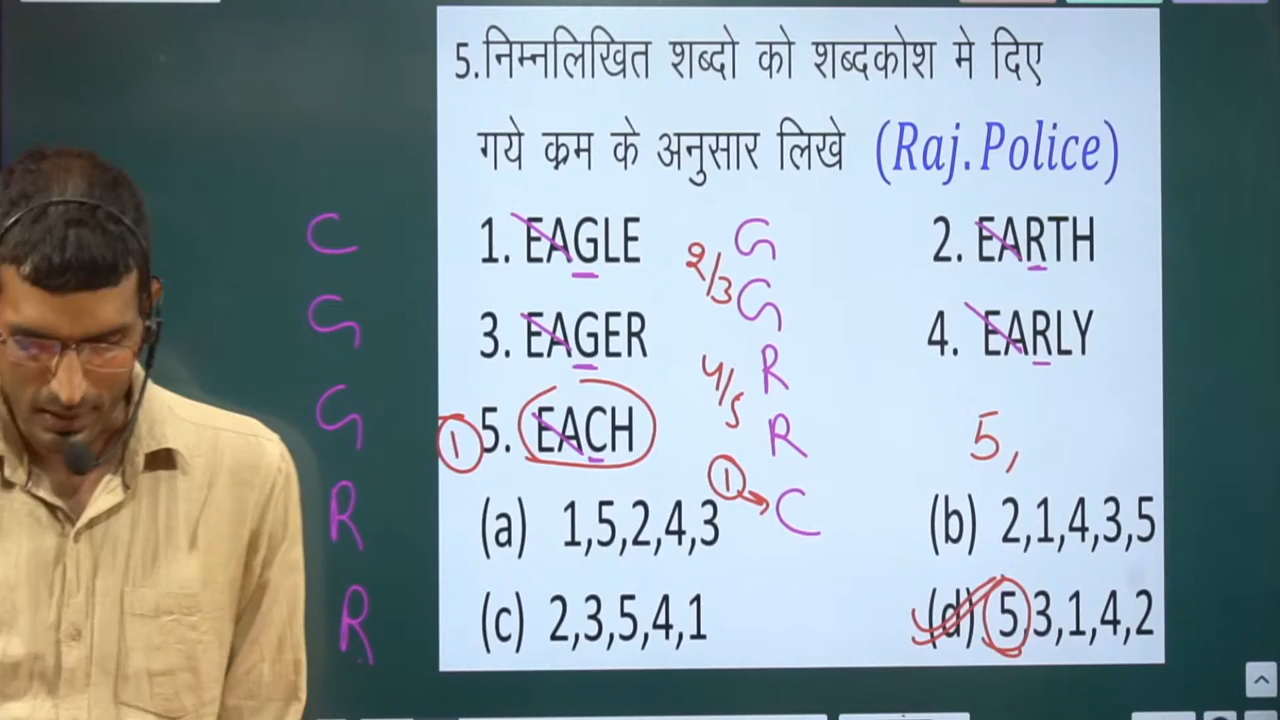 5.निम्नलिखित शब्दो को शब्दकोश मे दिए
गये क्रम के अनुसार लिखे (Raj.Police)
1. EAGLE
2. EARTH
3. EAGER
4. EARLY
5. EACH
(a) 1,5,2,4,3
(b) 2,1,4,3,5
(c) 2,3,5,4,1
(d) 5,3,1,4,2
C
G
G
R
R
G
2/3
G
R
4/5
R
1
C
1
5,